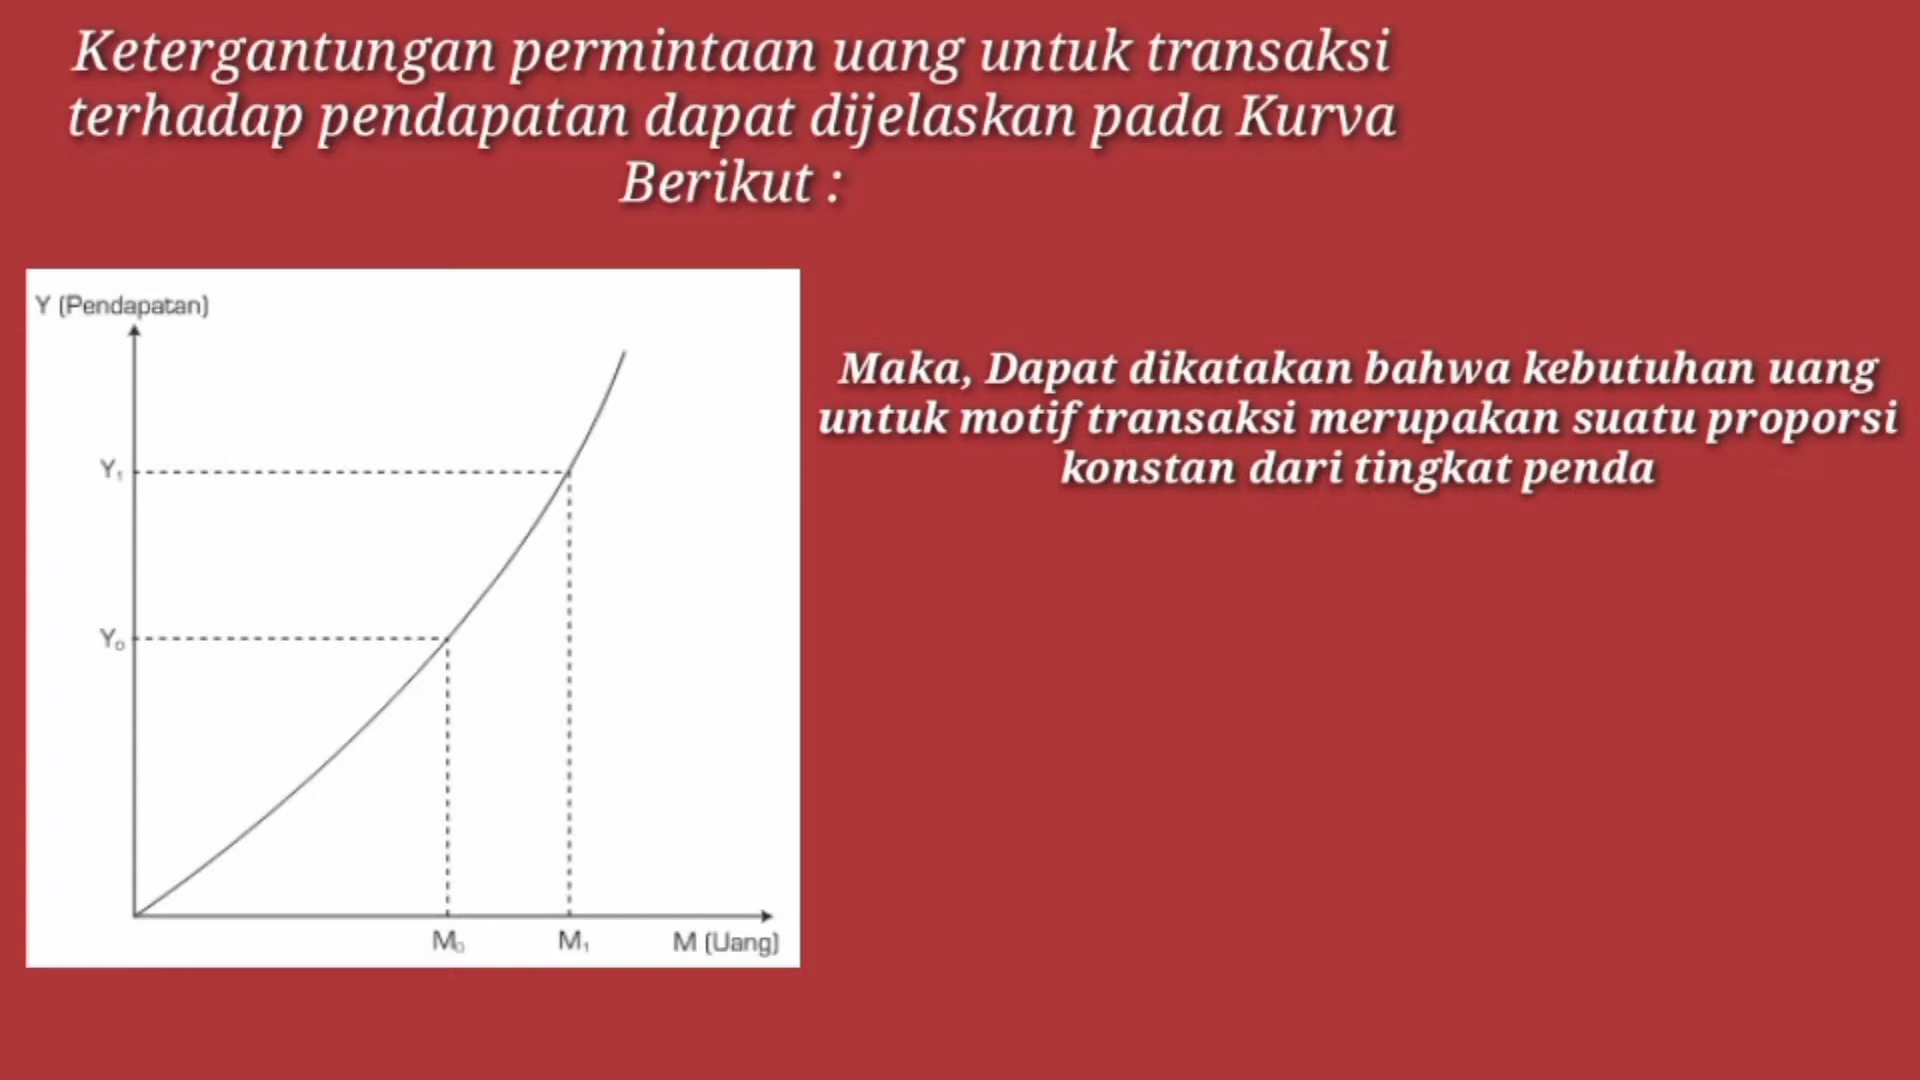 Ketergantungan permintaan uang untuk transaksi
terhadap pendapatan dapat dijelaskan pada Kurva
Berikut :
Y (Pendapatan)
Maka, Dapat dikatakan bahwa kebutuhan uang
untuk motif transaksi merupakan suatu proporsi
konstan dari tingkat penda
Y₁
Y₀
M₀
M₁
M (Uang)